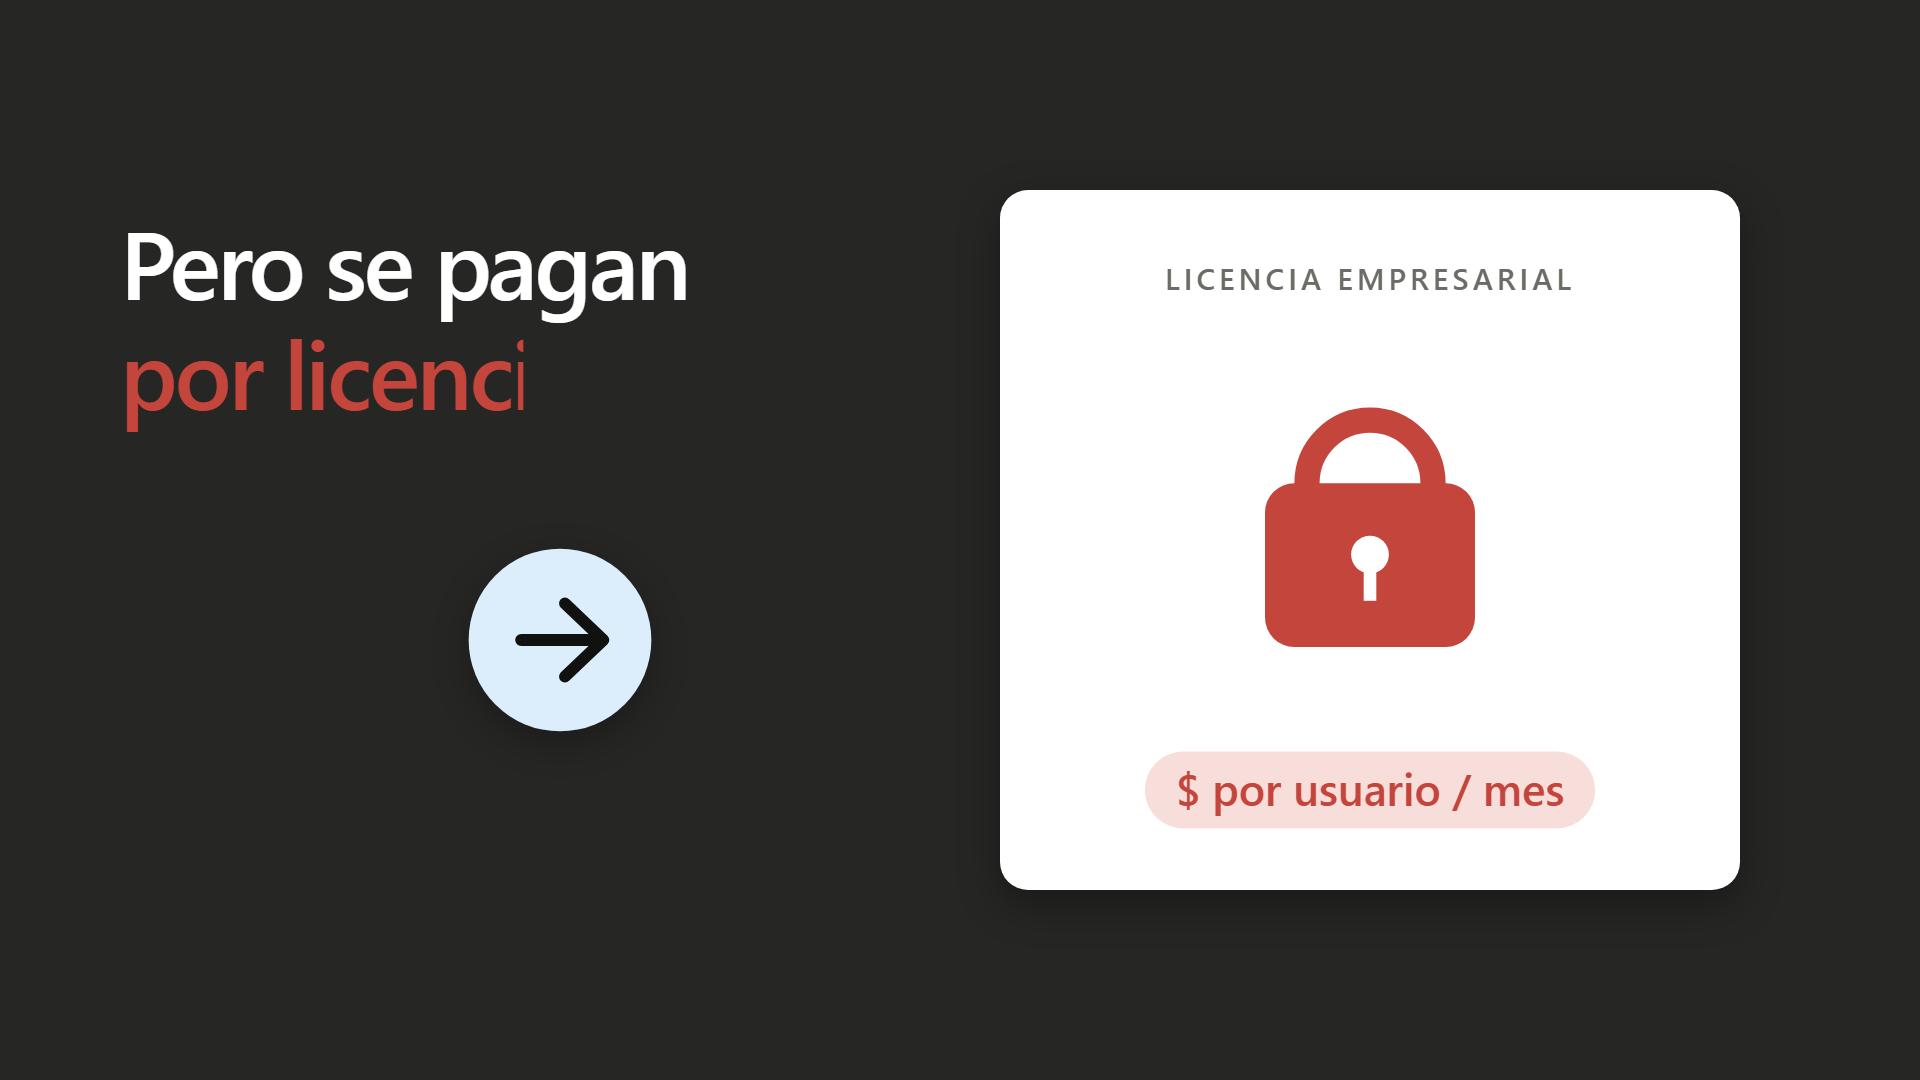 Pero se pagan
por licenci
LICENCIA EMPRESARIAL
$ por usuario / mes